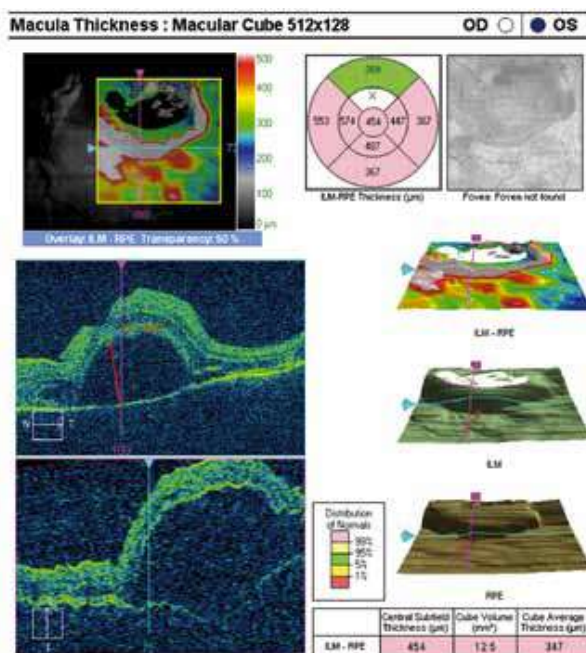 Macula Thickness : Macular Cube 512x128 OD OS
500
400
300
200
100
0 µm
Overlay: ILM - RPE Transparency: 50 %
553 574 454 447 367
367
ILM-RPE Thickness (µm)
Fovea: Fovea not found
ILM - RPE
ILM
RPE
N T
Distribution
of Normals
99%
95%
5%
1%
Central Subfield Thickness (µm)
Cube Volume (mm³)
Cube Average Thickness (µm)
ILM - RPE 454 12.5 347